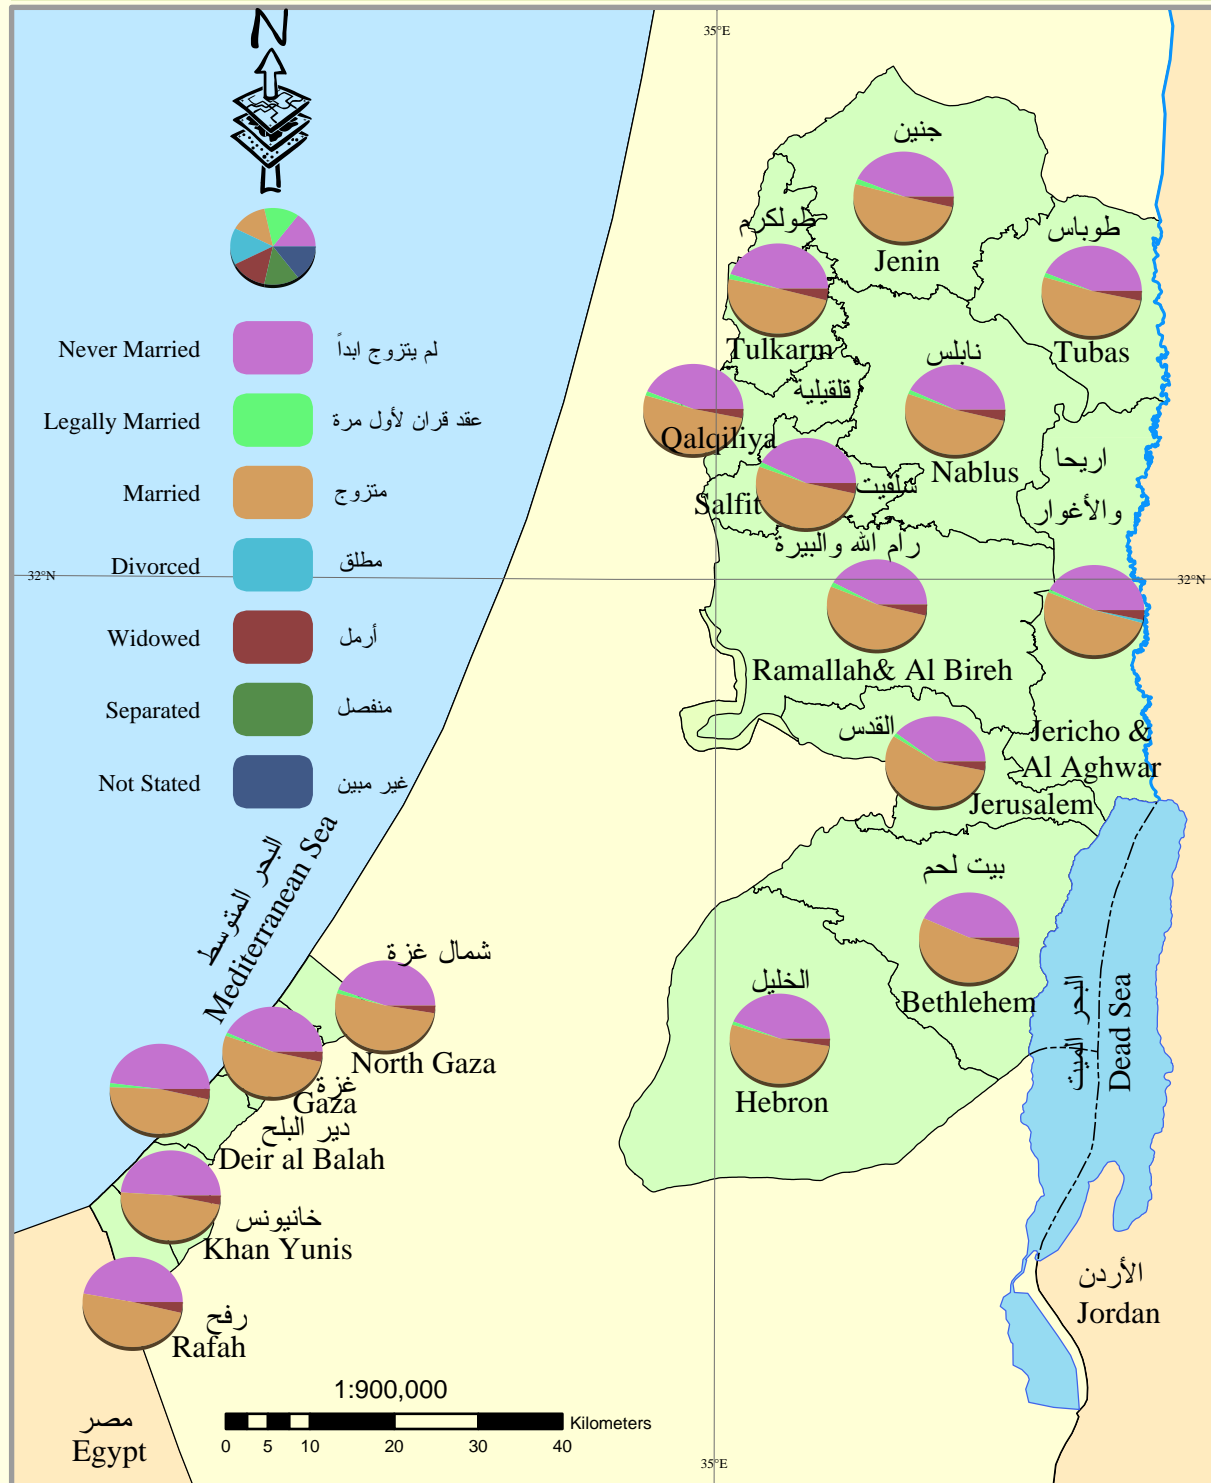 N
35°E
Never Married
لم يتزوج ابداً
Legally Married
عقد قران لأول مرة
Married
متزوج
Divorced
مطلق
Widowed
أرمل
Separated
منفصل
Not Stated
غير مبين
32°N
32°N
جنين
Jenin
طوباس
Tubas
طولكرم
Tulkarm
نابلس
Nablus
قلقيلية
Qalqiliya
سلفيت
Salfit
اريحا
والأغوار
رام الله والبيرة
Ramallah& Al Bireh
Jericho &
Al Aghwar
القدس
Jerusalem
بيت لحم
Bethlehem
الخليل
Hebron
البحر الميت
Dead Sea
البحر المتوسط
Mediterranean Sea
شمال غزة
North Gaza
غزة
Gaza
دير البلح
Deir al Balah
خانيونس
Khan Yunis
رفح
Rafah
الأردن
Jordan
مصر
Egypt
1:900,000
Kilometers
0 5 10 20 30 40
35°E